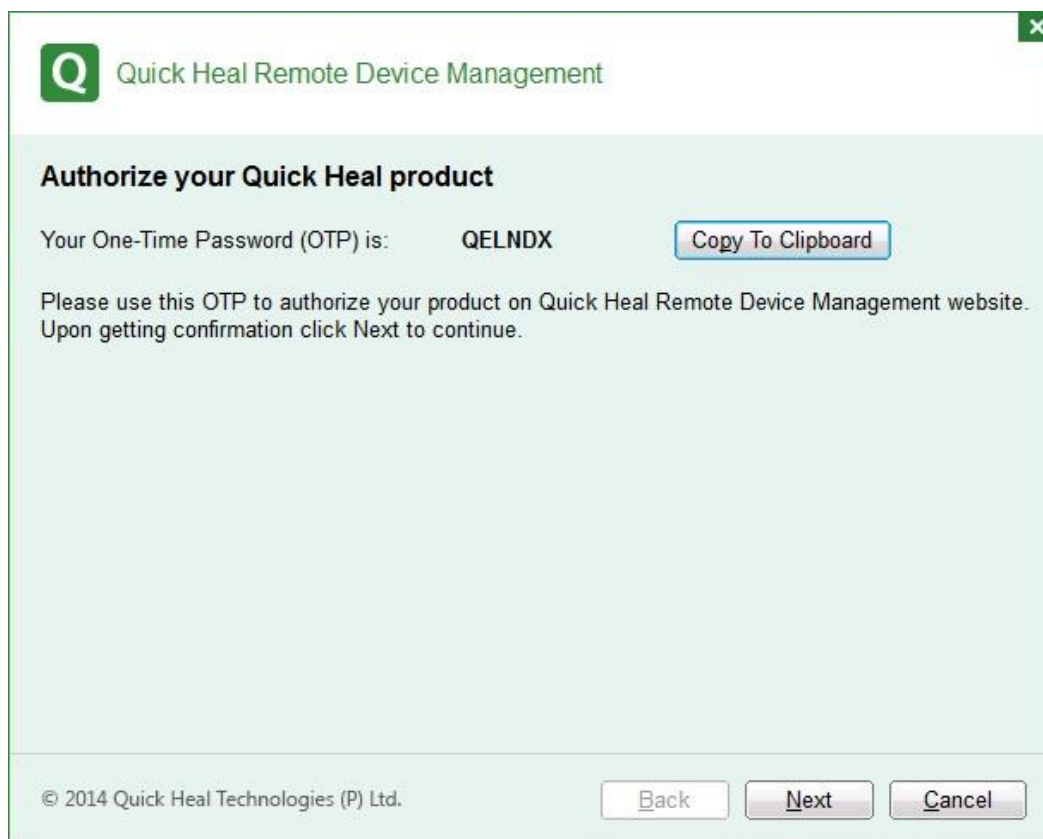 Q Quick Heal Remote Device Management
Authorize your Quick Heal product
Your One-Time Password (OTP) is: QELNDX Copy To Clipboard
Please use this OTP to authorize your product on Quick Heal Remote Device Management website.
Upon getting confirmation click Next to continue.
© 2014 Quick Heal Technologies (P) Ltd. Back Next Cancel